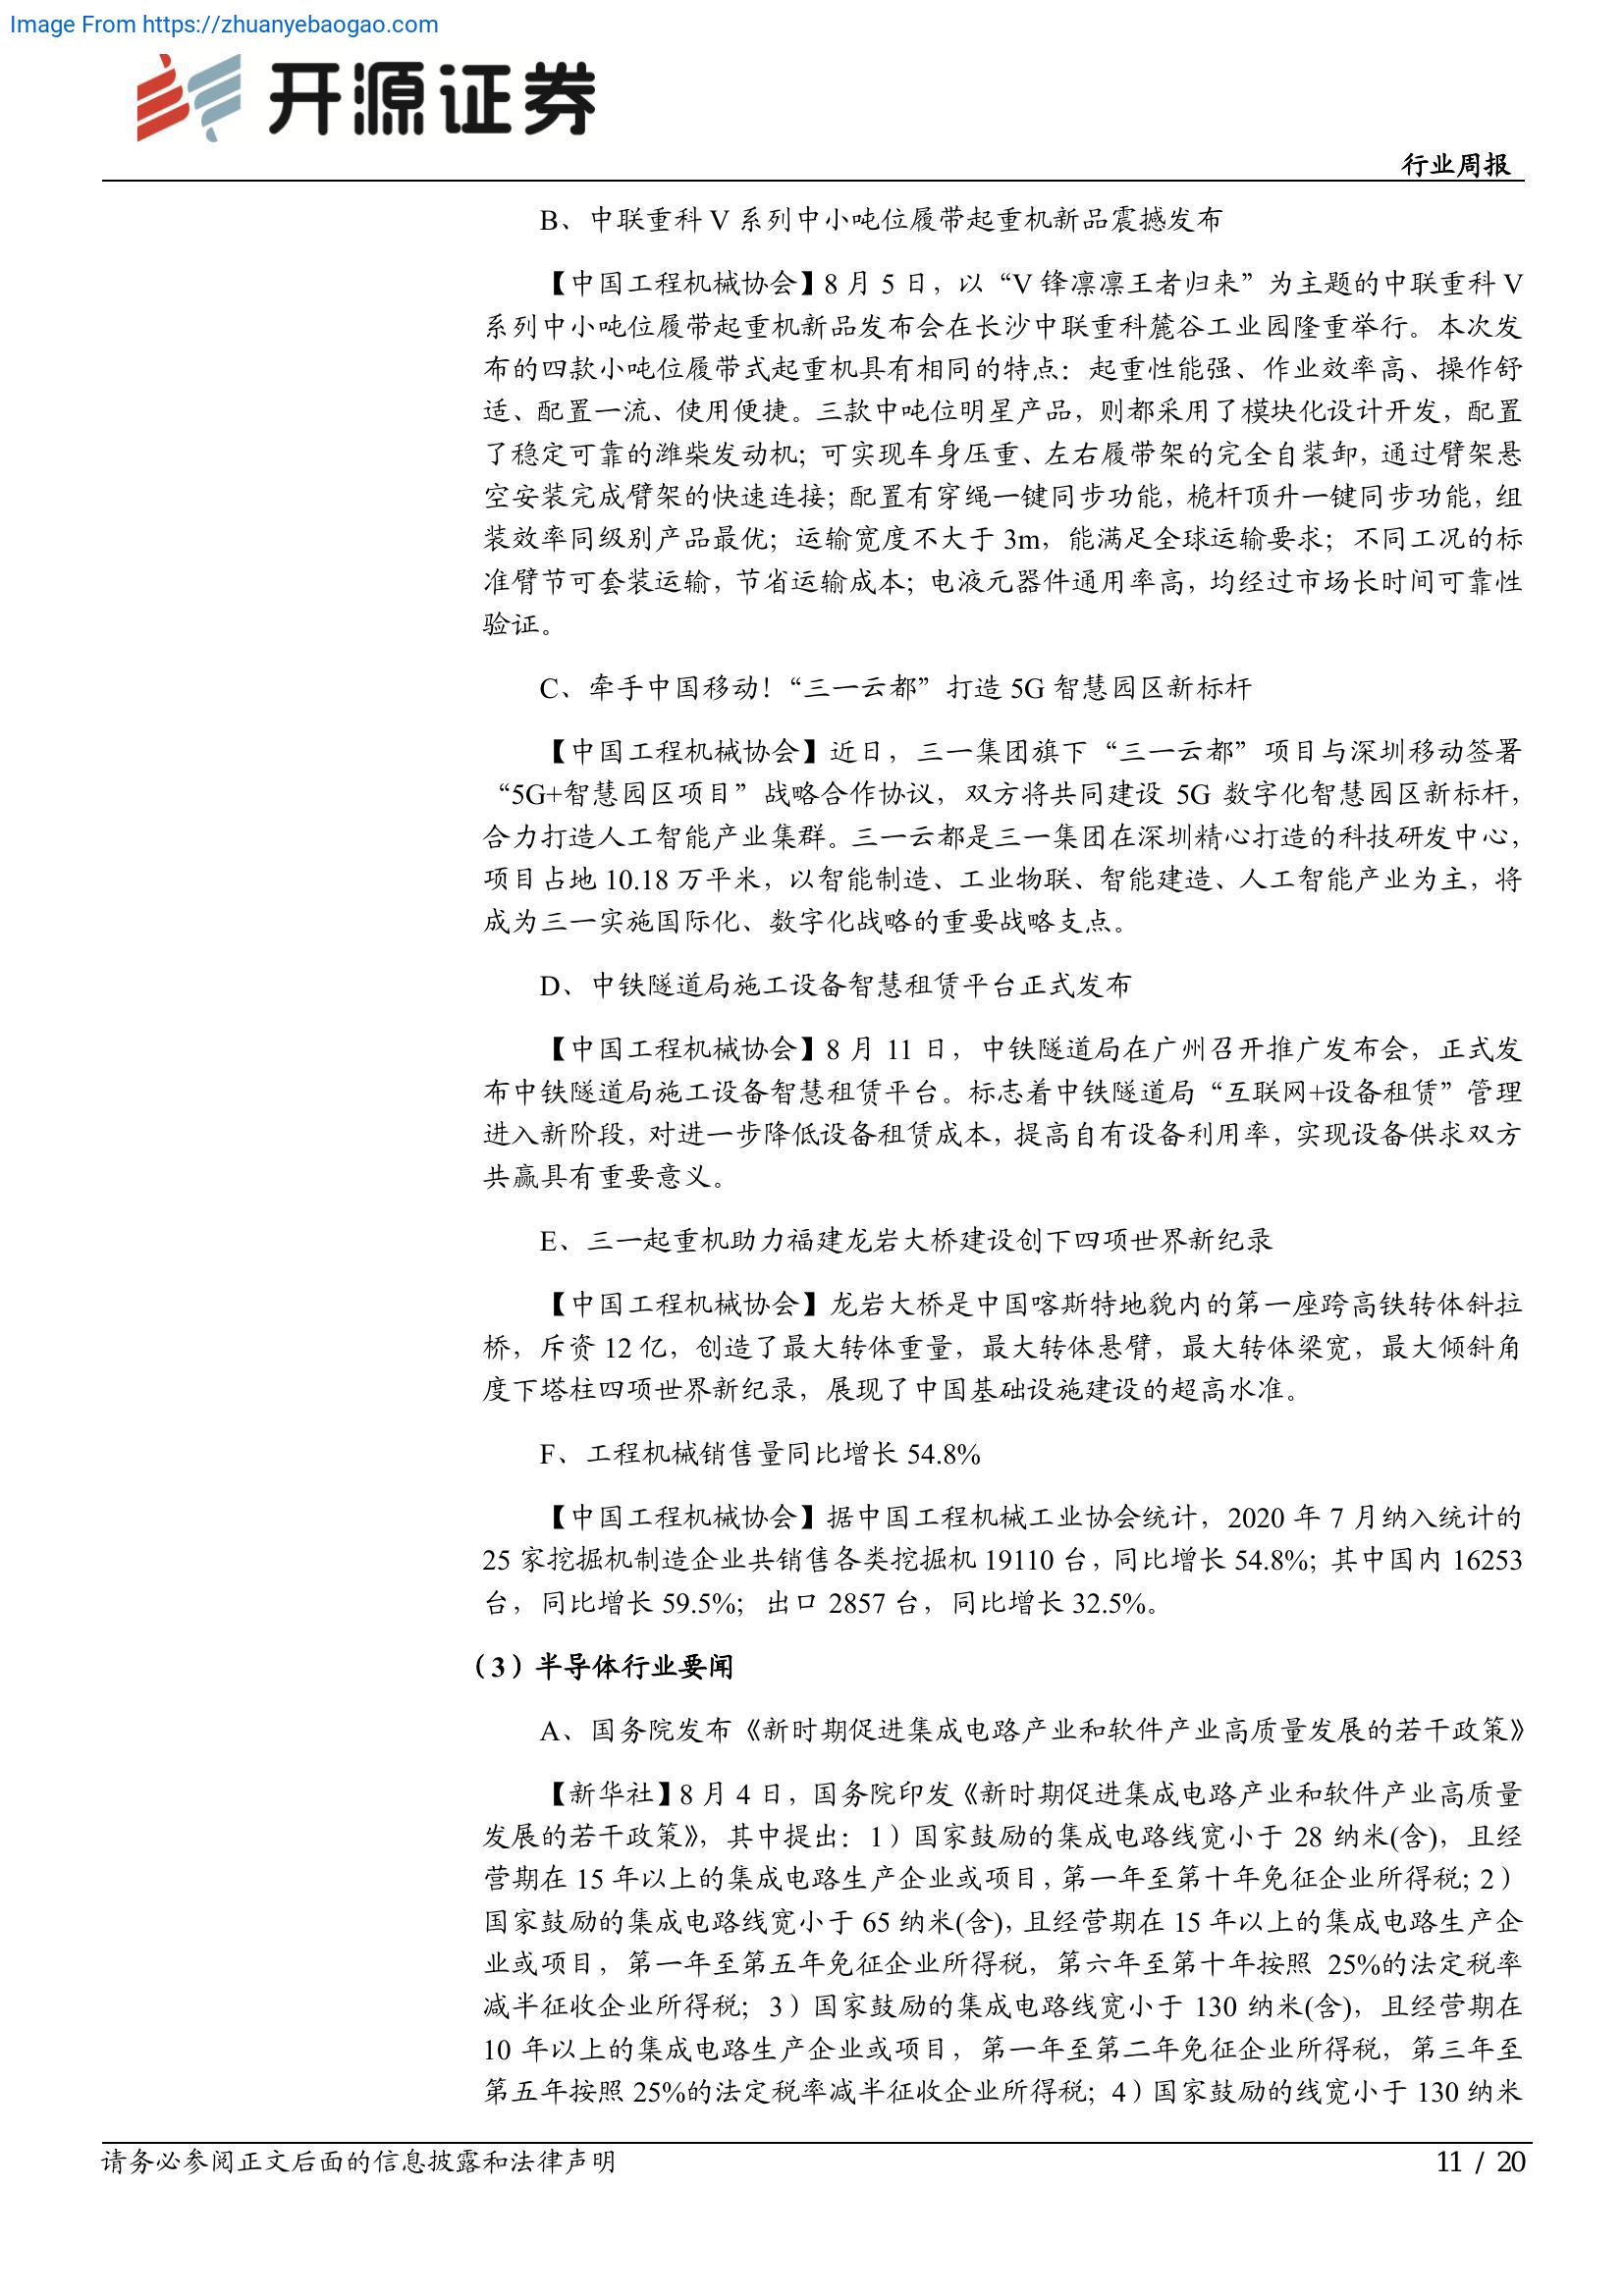 Image From https://zhuanyebaogao.com
开源证券
行业周报
B、中联重科 V 系列中小吨位履带起重机新品震撼发布
【中国工程机械协会】8 月 5 日，以“V 锋凛凛王者归来”为主题的中联重科 V
系列中小吨位履带起重机新品发布会在长沙中联重科麓谷工业园隆重举行。本次发
布的四款小吨位履带式起重机具有相同的特点：起重性能强、作业效率高、操作舒
适、配置一流、使用便捷。三款中吨位明星产品，则都采用了模块化设计开发，配置
了稳定可靠的潍柴发动机；可实现车身压重、左右履带架的完全自装卸，通过臂架悬
空安装完成臂架的快速连接；配置有穿绳一键同步功能，桅杆顶升一键同步功能，组
装效率同级别产品最优；运输宽度不大于 3m，能满足全球运输要求；不同工况的标
准臂节可套装运输，节省运输成本；电液元器件通用率高，均经过市场长时间可靠性
验证。
C、牵手中国移动！“三一云都”打造 5G 智慧园区新标杆
【中国工程机械协会】近日，三一集团旗下“三一云都”项目与深圳移动签署
“5G+智慧园区项目”战略合作协议，双方将共同建设 5G 数字化智慧园区新标杆，
合力打造人工智能产业集群。三一云都是三一集团在深圳精心打造的科技研发中心，
项目占地 10.18 万平米，以智能制造、工业物联、智能建造、人工智能产业为主，将
成为三一实施国际化、数字化战略的重要战略支点。
D、中铁隧道局施工设备智慧租赁平台正式发布
【中国工程机械协会】8 月 11 日，中铁隧道局在广州召开推广发布会，正式发
布中铁隧道局施工设备智慧租赁平台。标志着中铁隧道局“互联网+设备租赁”管理
进入新阶段，对进一步降低设备租赁成本，提高自有设备利用率，实现设备供求双方
共赢具有重要意义。
E、三一起重机助力福建龙岩大桥建设创下四项世界新纪录
【中国工程机械协会】龙岩大桥是中国喀斯特地貌内的第一座跨高铁转体斜拉
桥，斥资 12 亿，创造了最大转体重量，最大转体悬臂，最大转体梁宽，最大倾斜角
度下塔柱四项世界新纪录，展现了中国基础设施建设的超高水准。
F、工程机械销售量同比增长 54.8%
【中国工程机械协会】据中国工程机械工业协会统计，2020 年 7 月纳入统计的
25 家挖掘机制造企业共销售各类挖掘机 19110 台，同比增长 54.8%；其中国内 16253
台，同比增长 59.5%；出口 2857 台，同比增长 32.5%。
（3）半导体行业要闻
A、国务院发布《新时期促进集成电路产业和软件产业高质量发展的若干政策》
【新华社】8 月 4 日，国务院印发《新时期促进集成电路产业和软件产业高质量
发展的若干政策》，其中提出：1）国家鼓励的集成电路线宽小于 28 纳米(含)，且经
营期在 15 年以上的集成电路生产企业或项目，第一年至第十年免征企业所得税；2）
国家鼓励的集成电路线宽小于 65 纳米(含)，且经营期在 15 年以上的集成电路生产企
业或项目，第一年至第五年免征企业所得税，第六年至第十年按照 25%的法定税率
减半征收企业所得税；3）国家鼓励的集成电路线宽小于 130 纳米(含)，且经营期在
10 年以上的集成电路生产企业或项目，第一年至第二年免征企业所得税，第三年至
第五年按照 25%的法定税率减半征收企业所得税；4）国家鼓励的线宽小于 130 纳米
请务必参阅正文后面的信息披露和法律声明
11 / 20